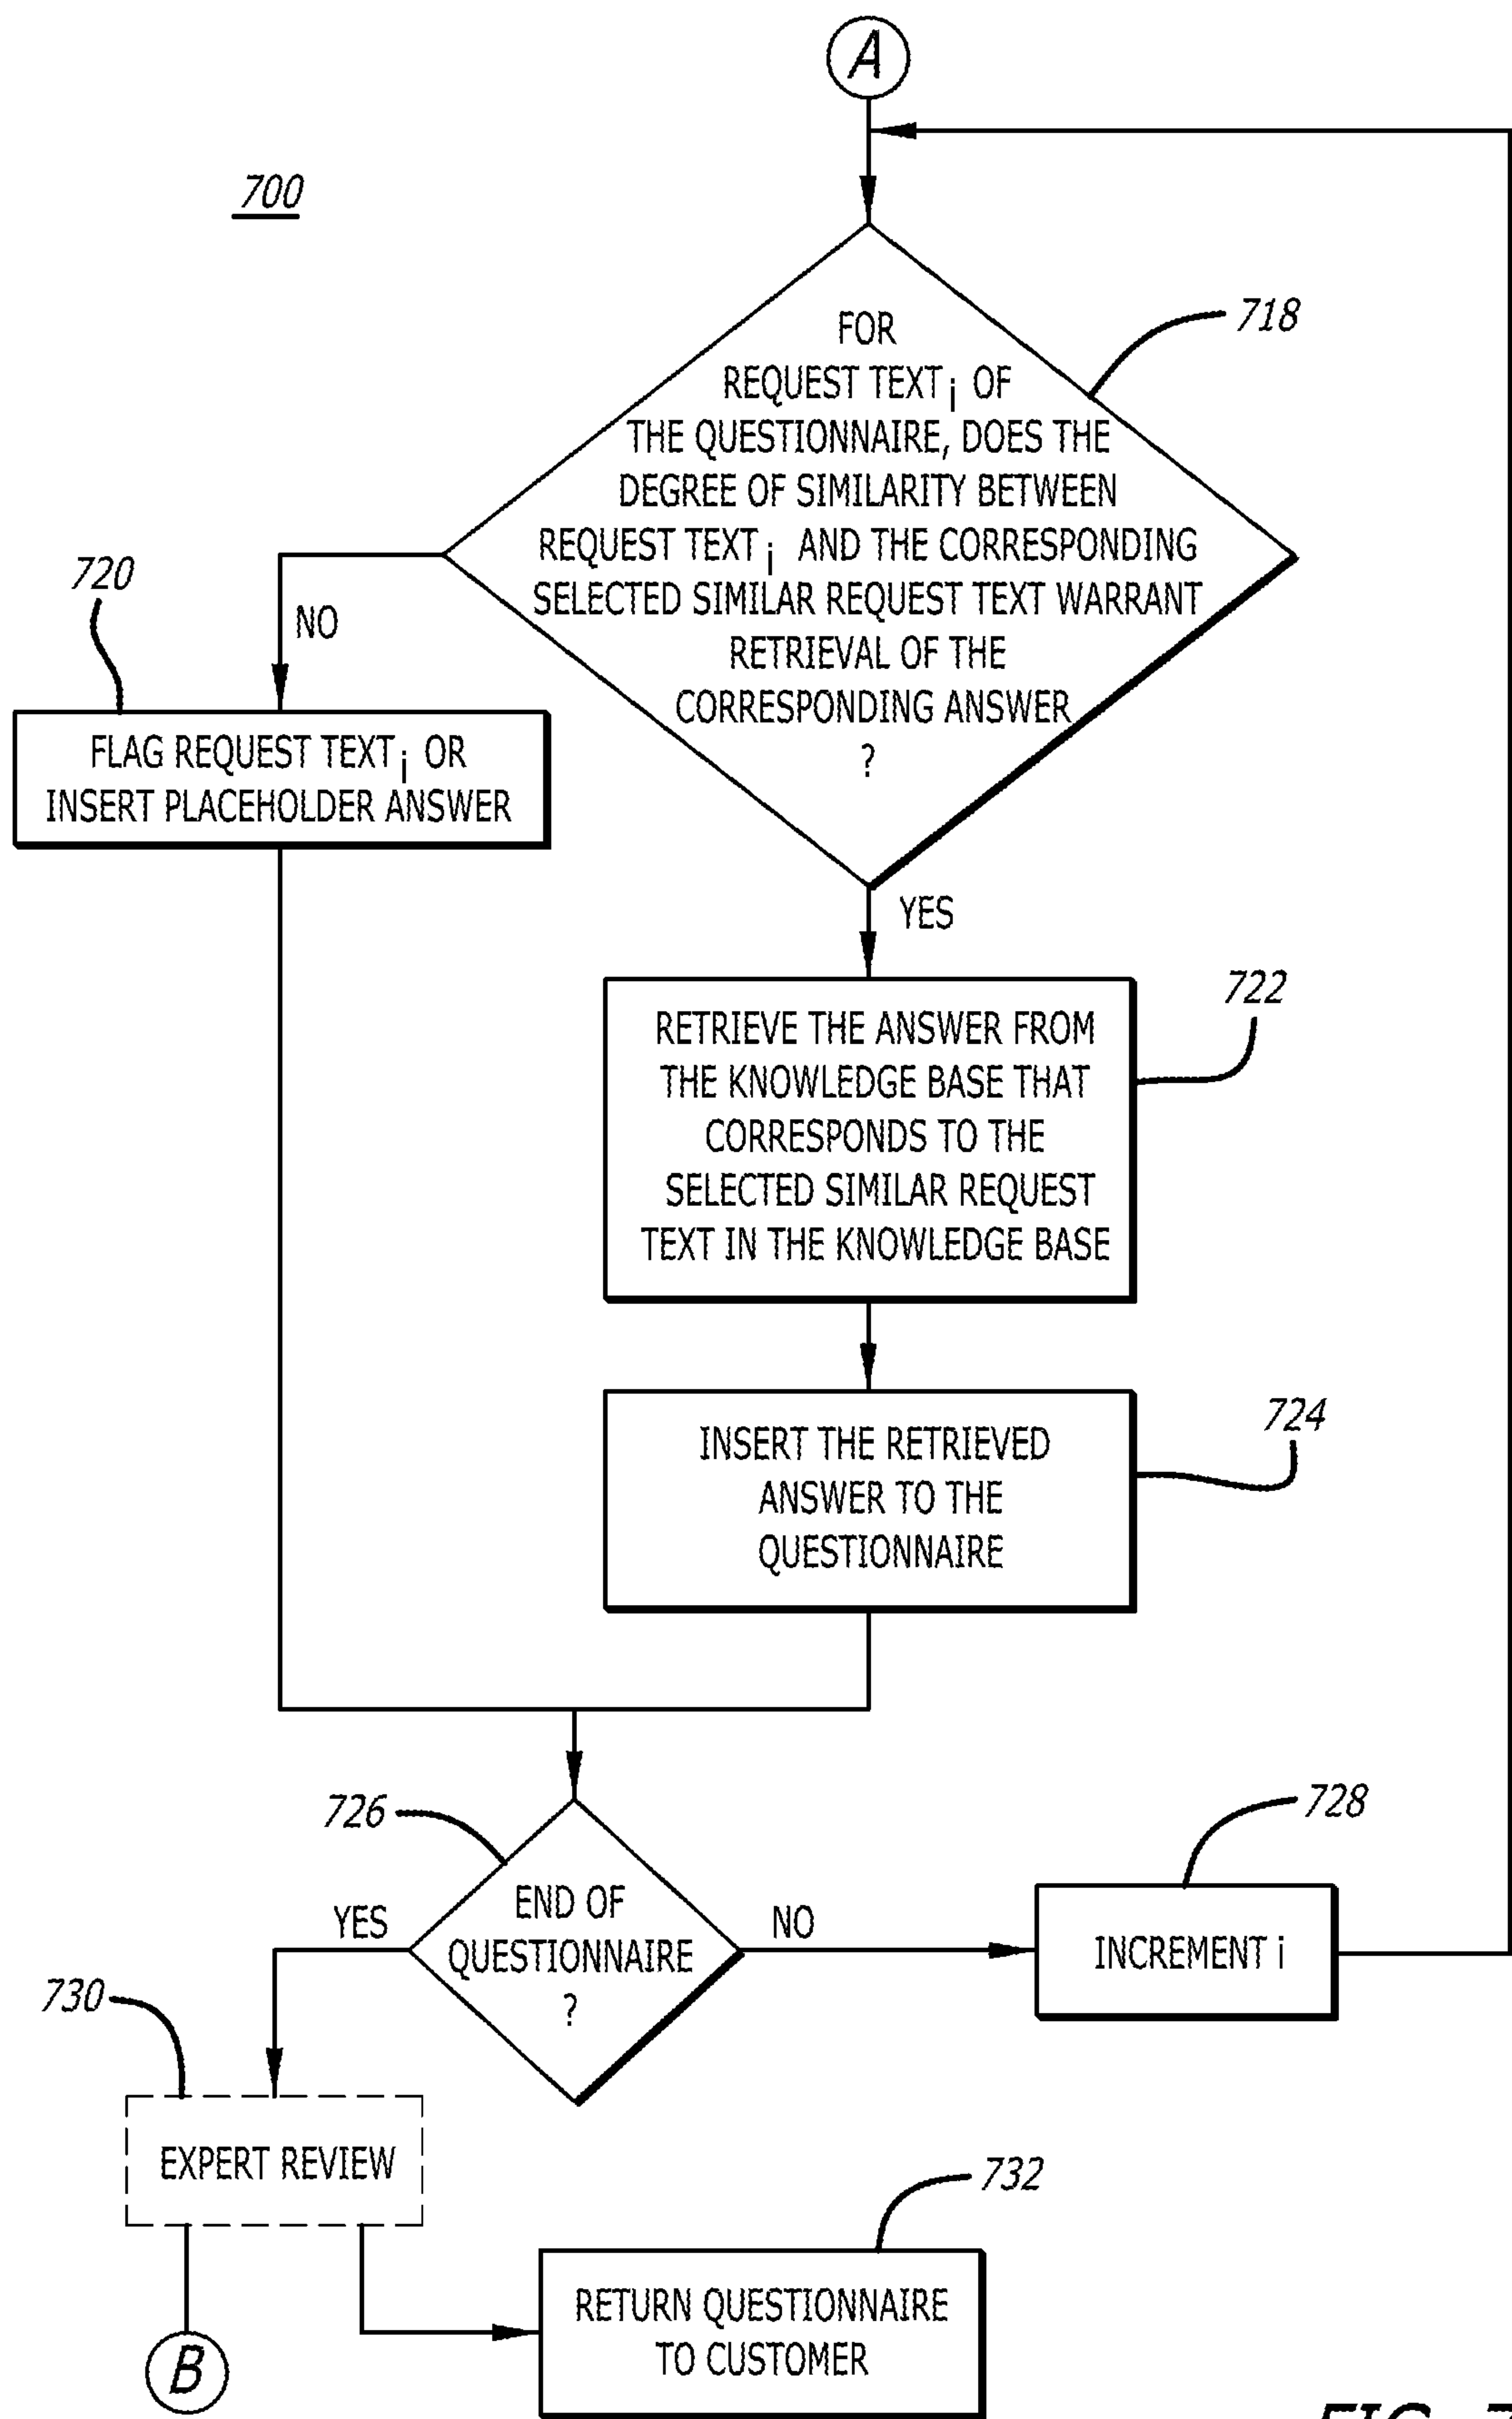 A
700
718
FOR
REQUEST TEXT i OF
THE QUESTIONNAIRE, DOES THE
DEGREE OF SIMILARITY BETWEEN
REQUEST TEXT i AND THE CORRESPONDING
SELECTED SIMILAR REQUEST TEXT WARRANT
RETRIEVAL OF THE
CORRESPONDING ANSWER
?
720
NO
FLAG REQUEST TEXT i OR
INSERT PLACEHOLDER ANSWER
YES
722
RETRIEVE THE ANSWER FROM
THE KNOWLEDGE BASE THAT
CORRESPONDS TO THE
SELECTED SIMILAR REQUEST
TEXT IN THE KNOWLEDGE BASE
724
INSERT THE RETRIEVED
ANSWER TO THE
QUESTIONNAIRE
726
728
END OF
QUESTIONNAIRE
?
YES
NO
INCREMENT i
730
EXPERT REVIEW
732
RETURN QUESTIONNAIRE
TO CUSTOMER
B